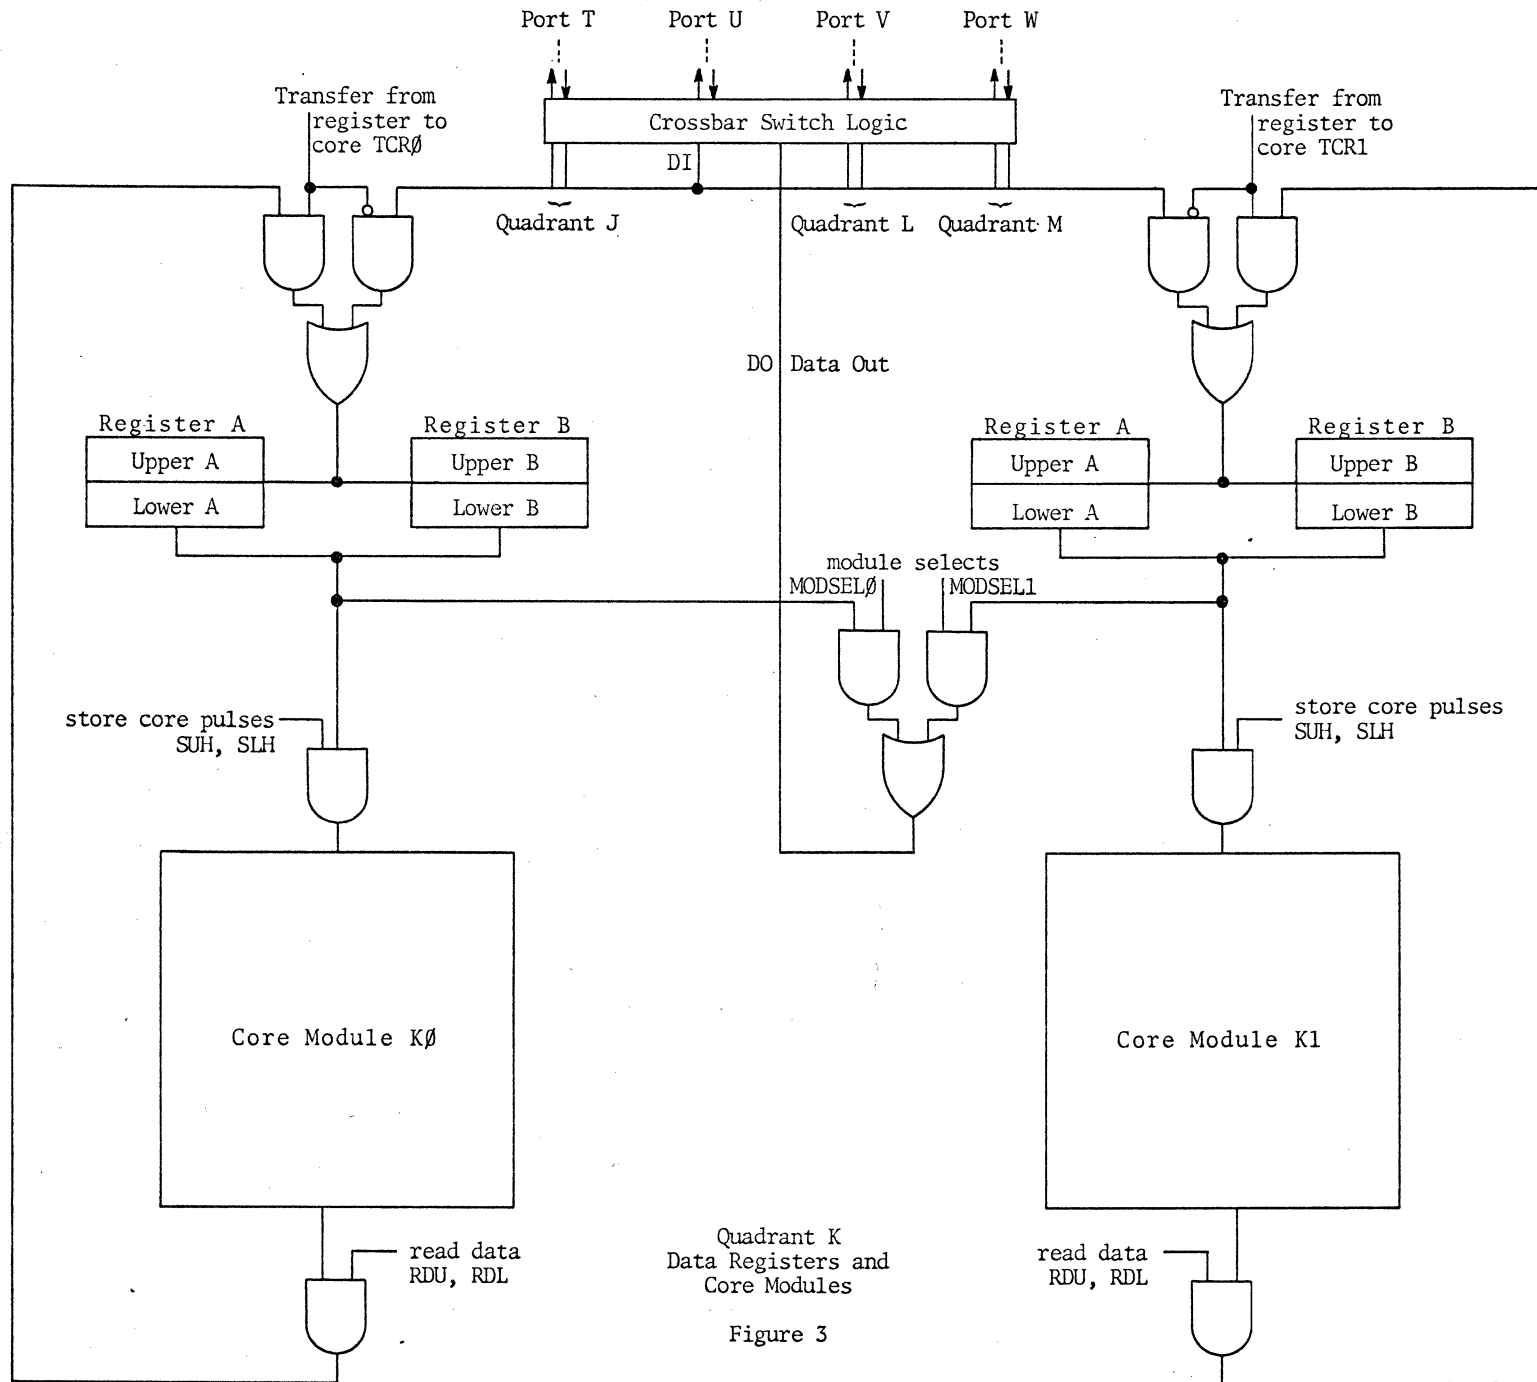 Port T
Port U
Port V
Port W
Transfer from
register to
core TCRØ
Crossbar Switch Logic
Transfer from
register to
core TCR1
DI
Quadrant J
Quadrant L
Quadrant M
DO
Data Out
Register A
Upper A
Lower A
Register B
Upper B
Lower B
Register A
Upper A
Lower A
Register B
Upper B
Lower B
module selects
MODSELØ
MODSEL1
store core pulses
SUH, SLH
store core pulses
SUH, SLH
Core Module KØ
Core Module K1
read data
RDU, RDL
Quadrant K
Data Registers and
Core Modules
Figure 3
read data
RDU, RDL